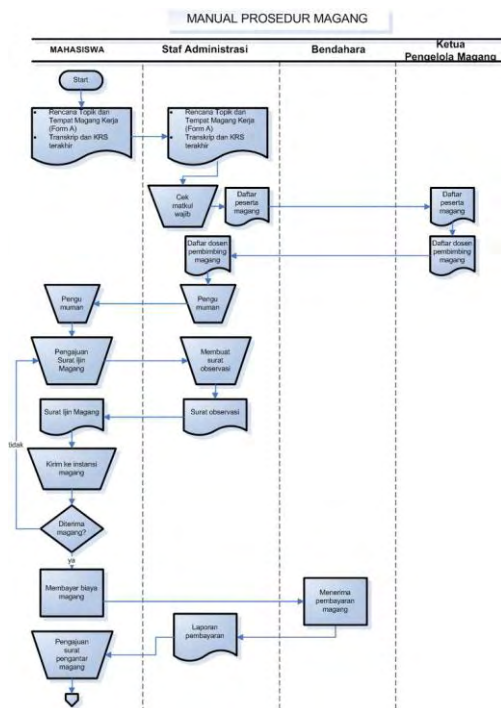 MANUAL PROSEDUR MAGANG
MAHASISWA
Staf Administrasi
Bendahara
Ketua
Pengelola Magang
Start
• Rencana Topik dan
Tempat Magang Kerja
(Form A)
• Transkrip dan KRS
terakhir
• Rencana Topik dan
Tempat Magang Kerja
(Form A)
• Transkrip dan KRS
terakhir
Cek
matkul
wajib
Daftar
peserta
magang
Daftar
peserta
magang
Daftar dosen
pembimbing
magang
Daftar dosen
pembimbing
magang
Pengu
muman
Pengu
muman
Pengajuan
Surat Ijin
Magang
Membuat
surat
observasi
Surat Ijin Magang
Surat observasi
tidak
Kirim ke instansi
magang
Diterima
magang?
ya
Membayar biaya
magang
Menerima
pembayaran
magang
Laporan
pembayaran
Pengajuan
surat
pengantar
magang